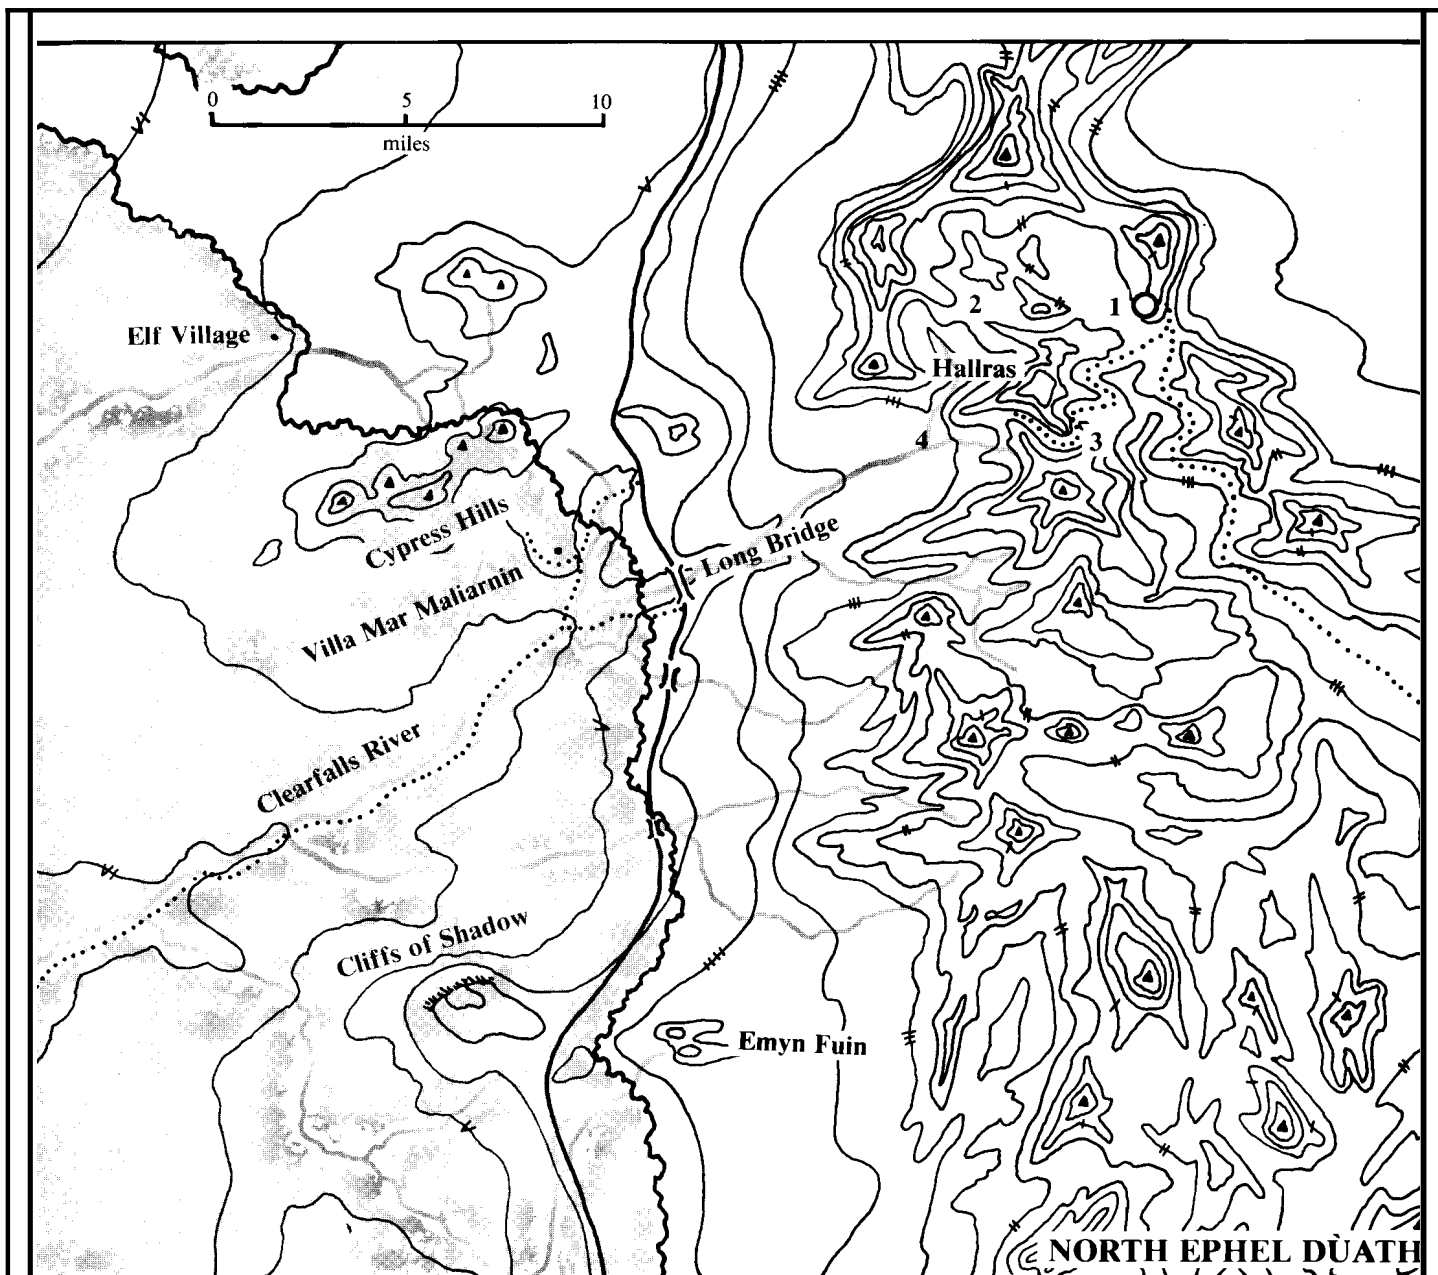 0 5 10
miles
Elf Village
2
1
Hallras
4
3
Cypress Hills
Long Bridge
Villa Mar Maliarnin
Clearfalls River
Cliffs of Shadow
Emyn Fuin
NORTH EPHEL DÙATH